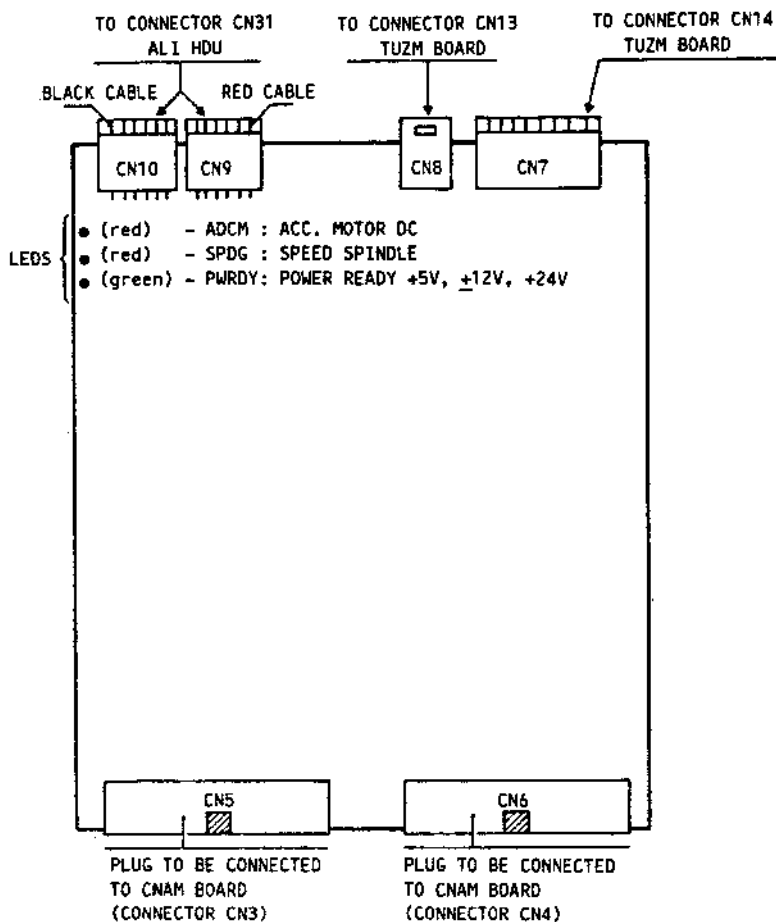 TO CONNECTOR CN31
ALI HDU
TO CONNECTOR CN13
TUZM BOARD
TO CONNECTOR CN14
TUZM BOARD
BLACK CABLE
RED CABLE
CN10
CN9
CN8
CN7
LEDS
(red) - ADCM : ACC. MOTOR DC
(red) - SPDG : SPEED SPINDLE
(green) - PWRDY: POWER READY +5V, ±12V, +24V
CN5
CN6
PLUG TO BE CONNECTED
TO CNAM BOARD
(CONNECTOR CN3)
PLUG TO BE CONNECTED
TO CNAM BOARD
(CONNECTOR CN4)